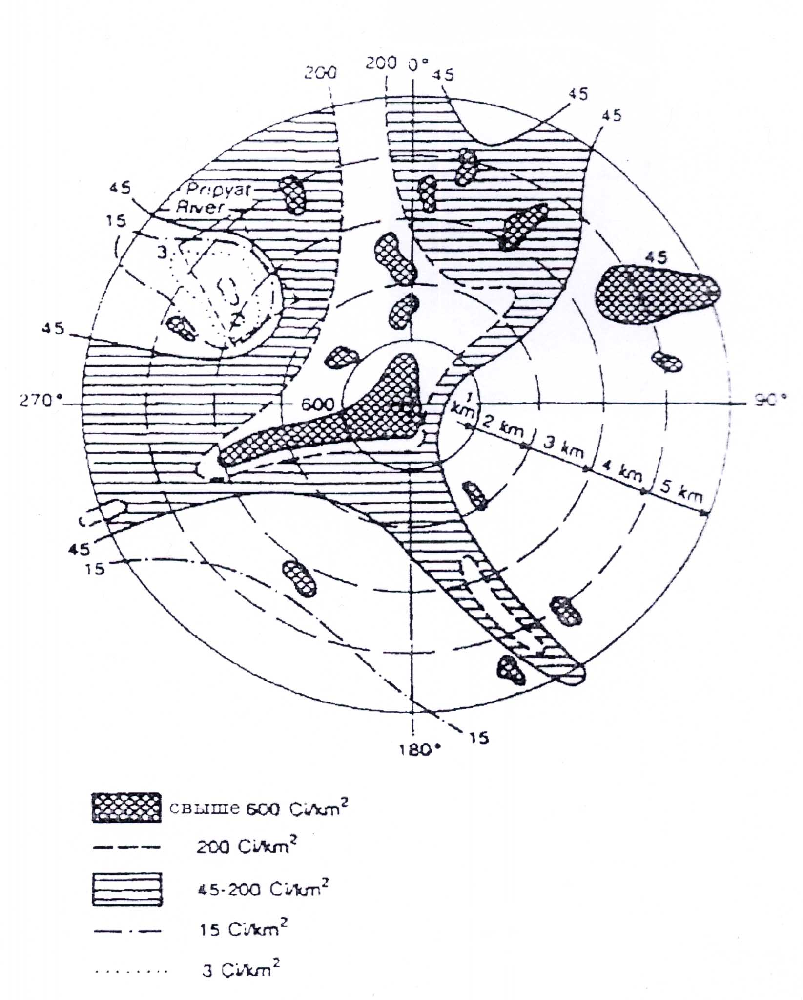 200
200
0°
45
45
45
45
Pripyat
River
15
3
45
45
270°
600
1
km
90°
2 km
3 km
4 km
5 km
45
15
15
180°
свыше 600 Ci/km²
200 Ci/km²
45-200 Ci/km²
15 Ci/km²
3 Ci/km²